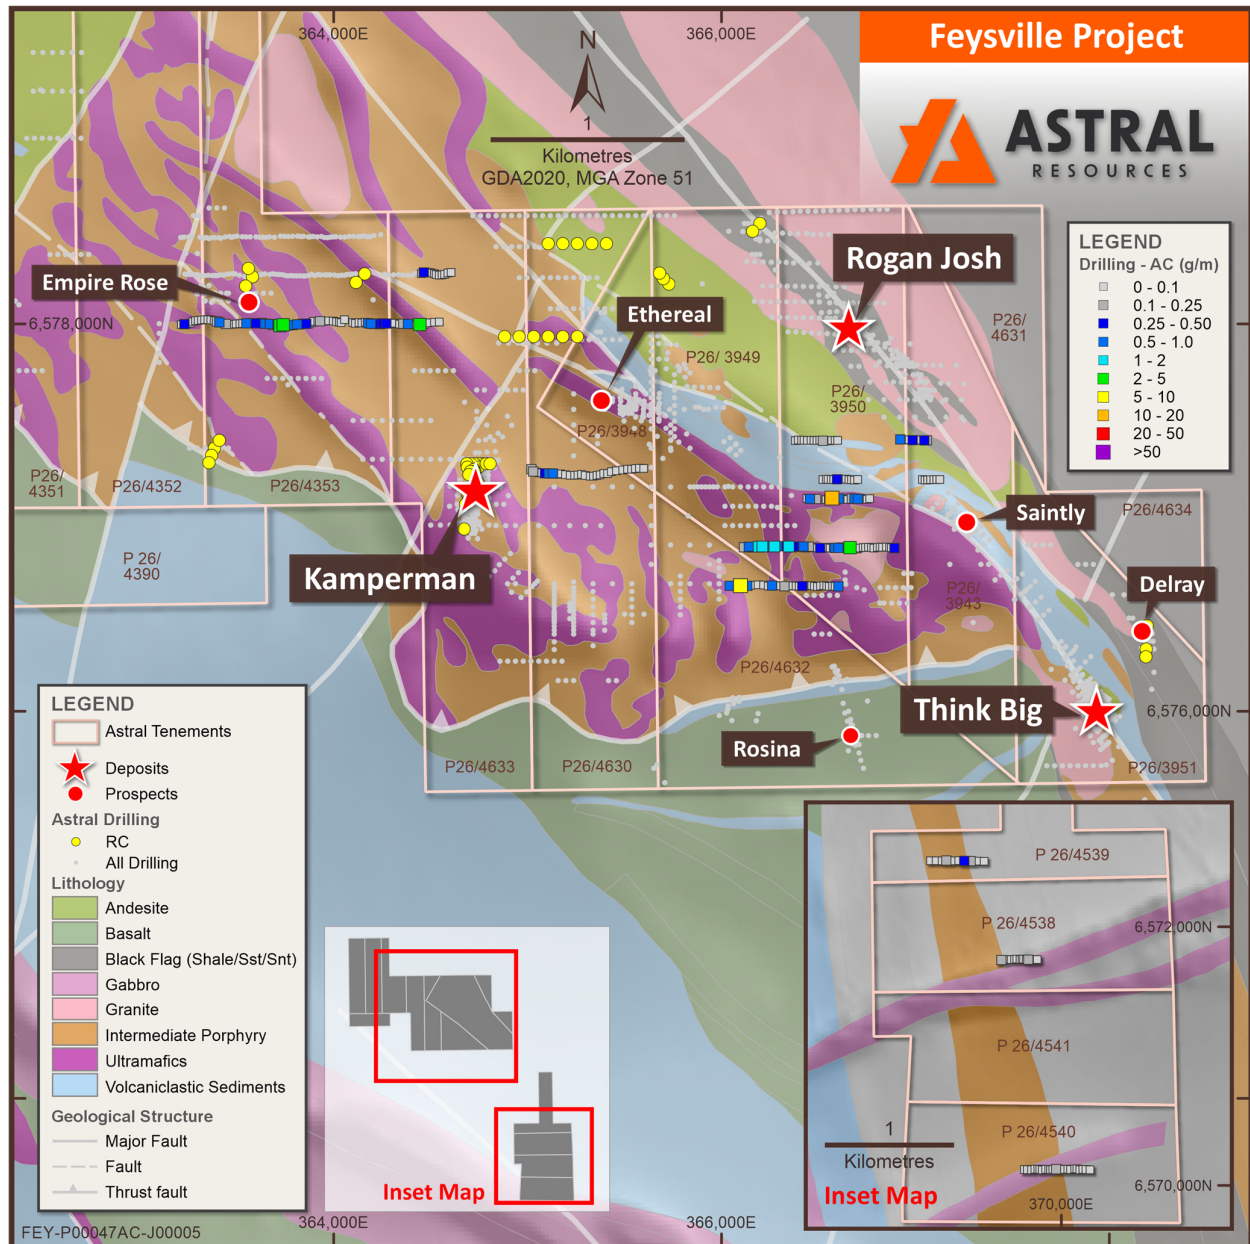 Feysville Project
ASTRAL
RESOURCES
364,000E
366,000E
N
1
Kilometres
GDA2020, MGA Zone 51
LEGEND
Drilling - AC (g/m)
0 - 0.1
0.1 - 0.25
0.25 - 0.50
0.5 - 1.0
1 - 2
2 - 5
5 - 10
10 - 20
20 - 50
>50
Empire Rose
6,578,000N
Rogan Josh
Ethereal
P26/
4631
P26/ 3949
P26/
3950
P26/3948
P26/
4351
P26/4352
P26/4353
P 26/
4390
Kamperman
Saintly
P26/4634
Delray
P26/
3943
P26/4632
Think Big
6,576,000N
Rosina
P26/4633
P26/4630
P26/3951
LEGEND
Astral Tenements
Deposits
Prospects
Astral Drilling
RC
All Drilling
Lithology
Andesite
Basalt
Black Flag (Shale/Sst/Snt)
Gabbro
Granite
Intermediate Porphyry
Ultramafics
Volcaniclastic Sediments
Geological Structure
Major Fault
Fault
Thrust fault
FEY-P00047AC-J00005
Inset Map
364,000E
366,000E
P 26/4539
P 26/4538
6,572,000N
P 26/4541
P 26/4540
1
Kilometres
Inset Map
6,570,000N
370,000E